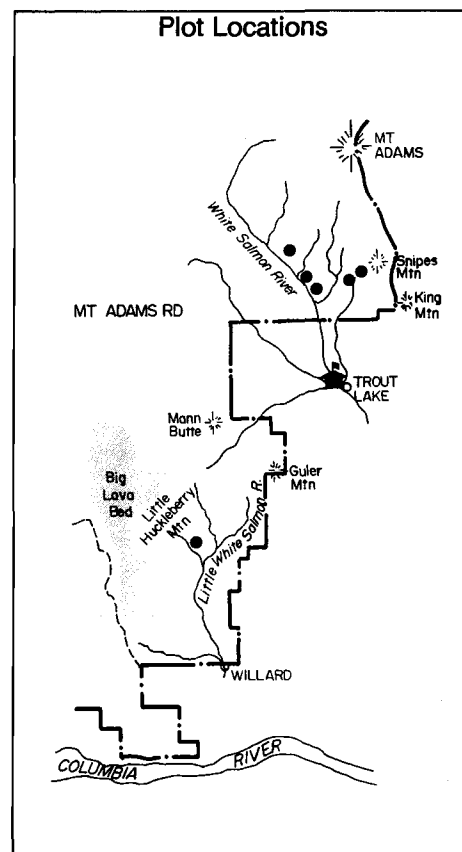 Plot Locations
MT
ADAMS
White Salmon River
Snipes
Mtn
King
Mtn
MT ADAMS RD
TROUT
LAKE
Mann
Butte
Guler
Mtn
Big
Lava
Bed
Little
Huckleberry
Mtn
Little White Salmon R.
WILLARD
COLUMBIA RIVER